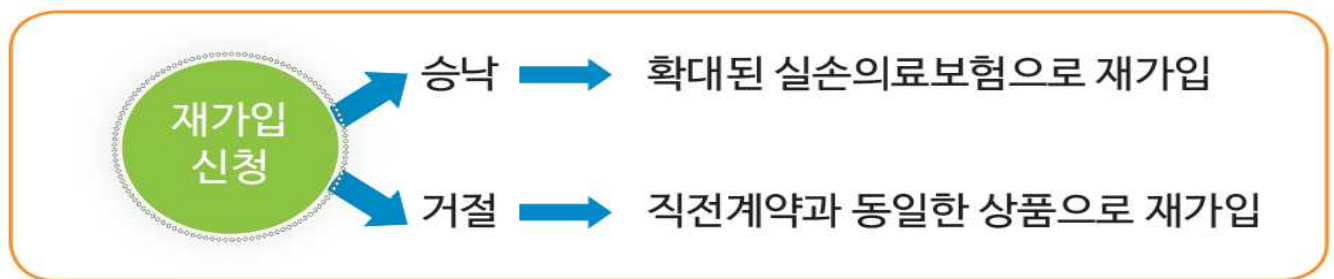 재가입
신청
승낙
확대된 실손의료보험으로 재가입
거절
직전계약과 동일한 상품으로 재가입